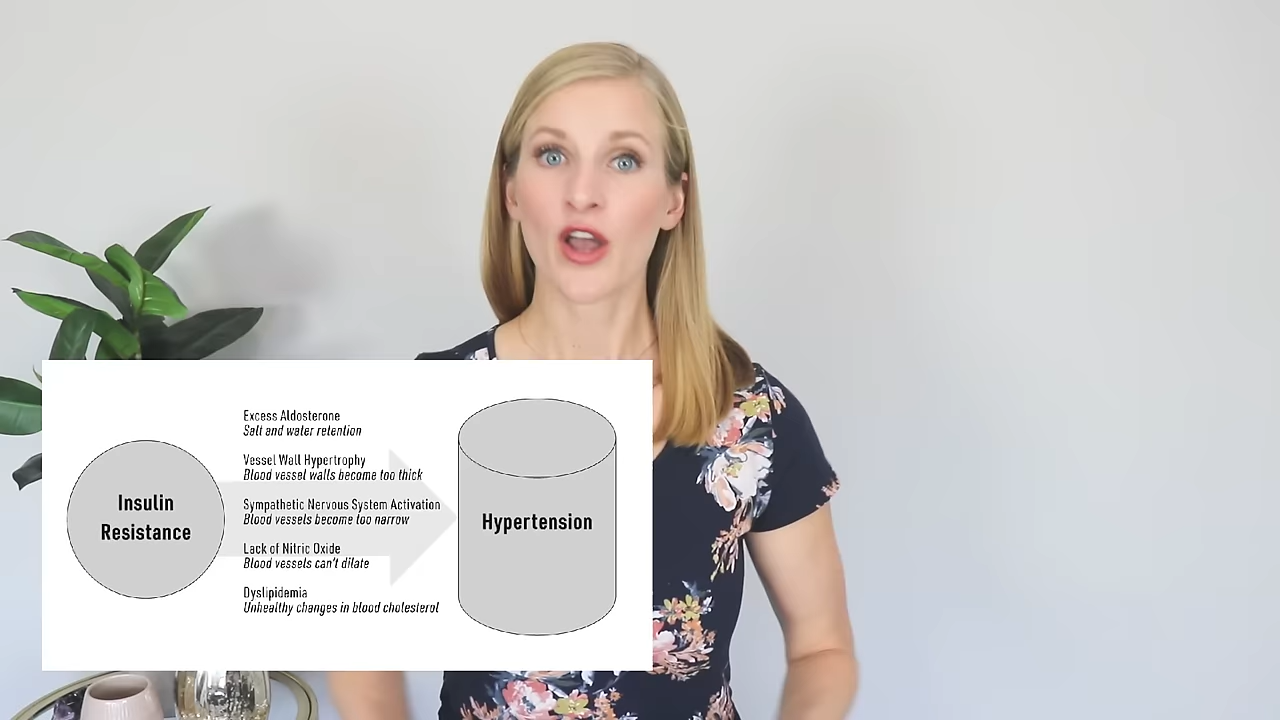 Insulin
Resistance
Excess Aldosterone
Salt and water retention
Vessel Wall Hypertrophy
Blood vessel walls become too thick
Sympathetic Nervous System Activation
Blood vessels become too narrow
Lack of Nitric Oxide
Blood vessels can't dilate
Dyslipidemia
Unhealthy changes in blood cholesterol
Hypertension